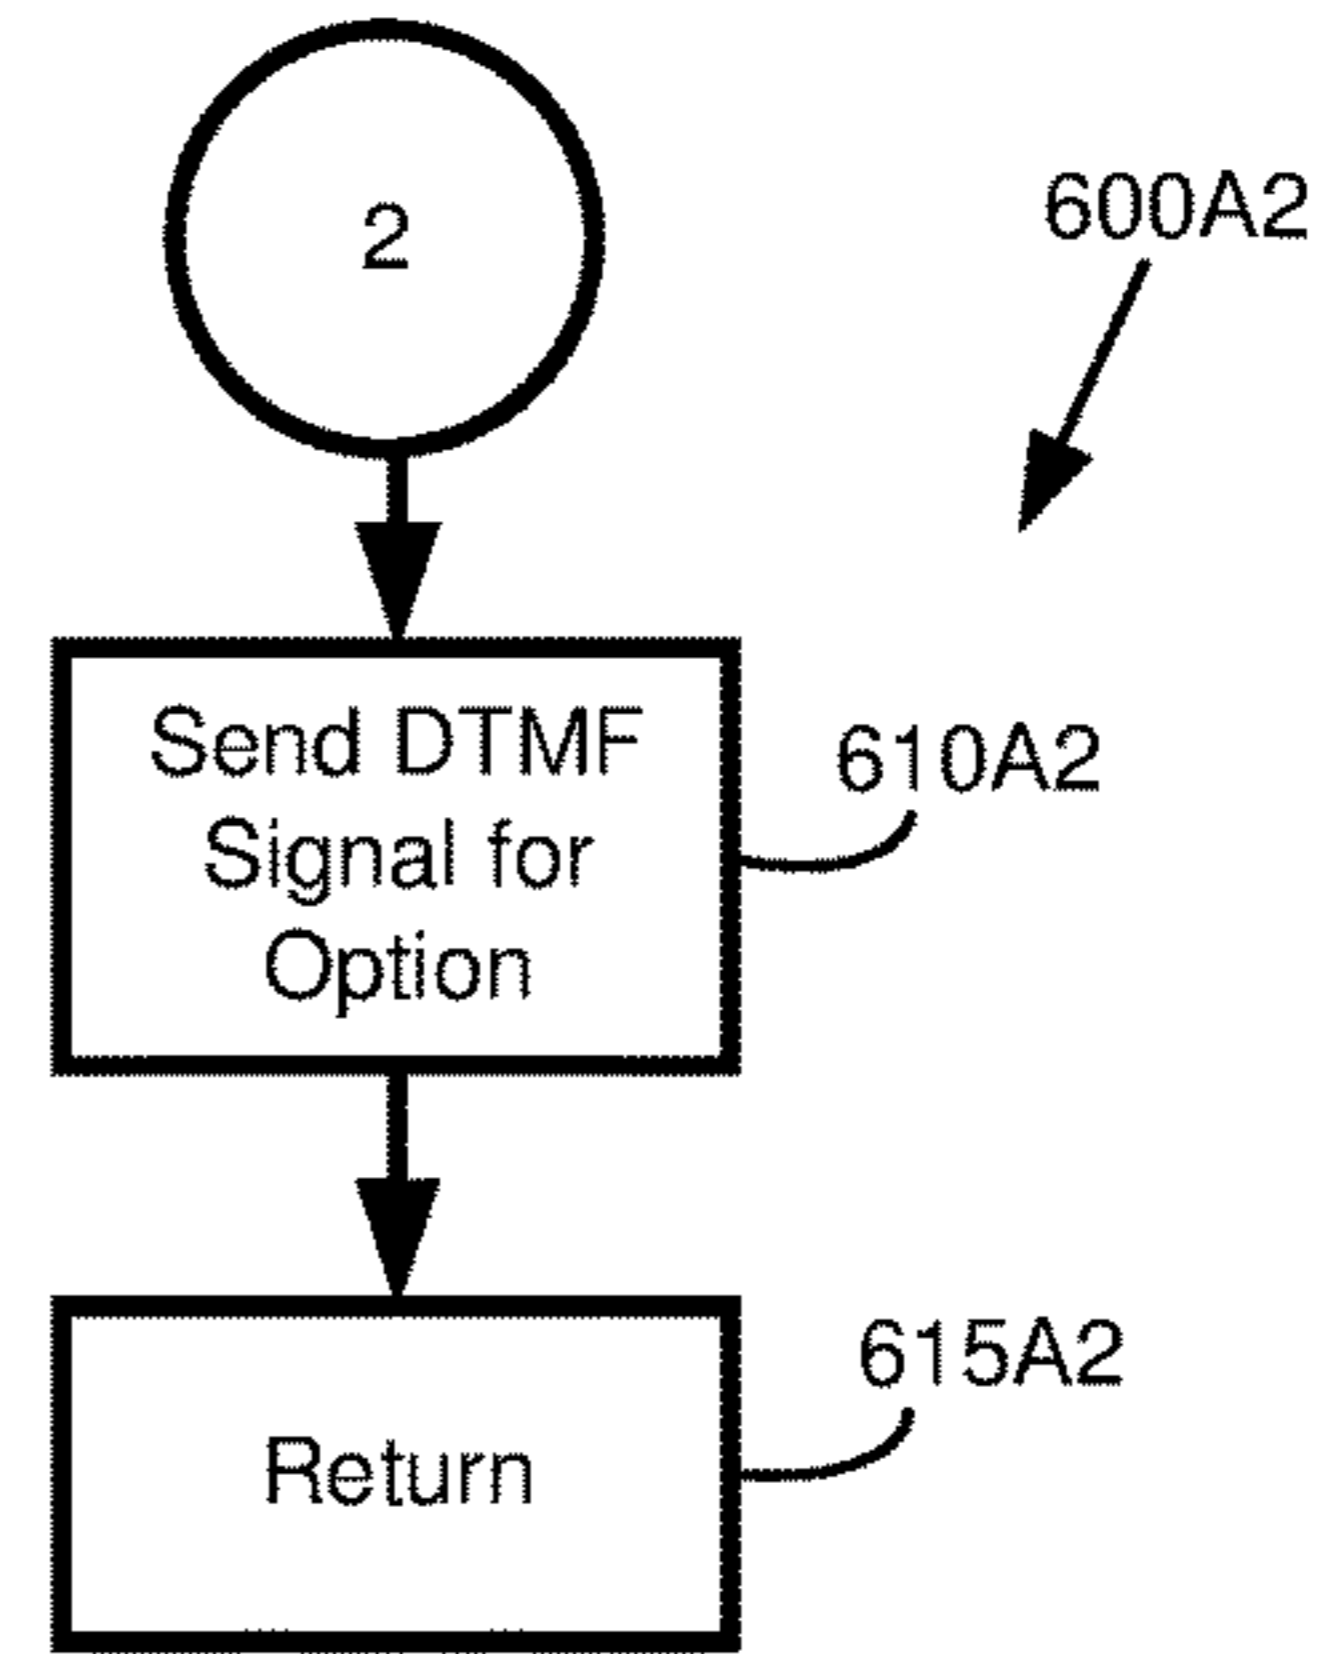 2
600A2
Send DTMF
Signal for
Option
610A2
615A2
Return